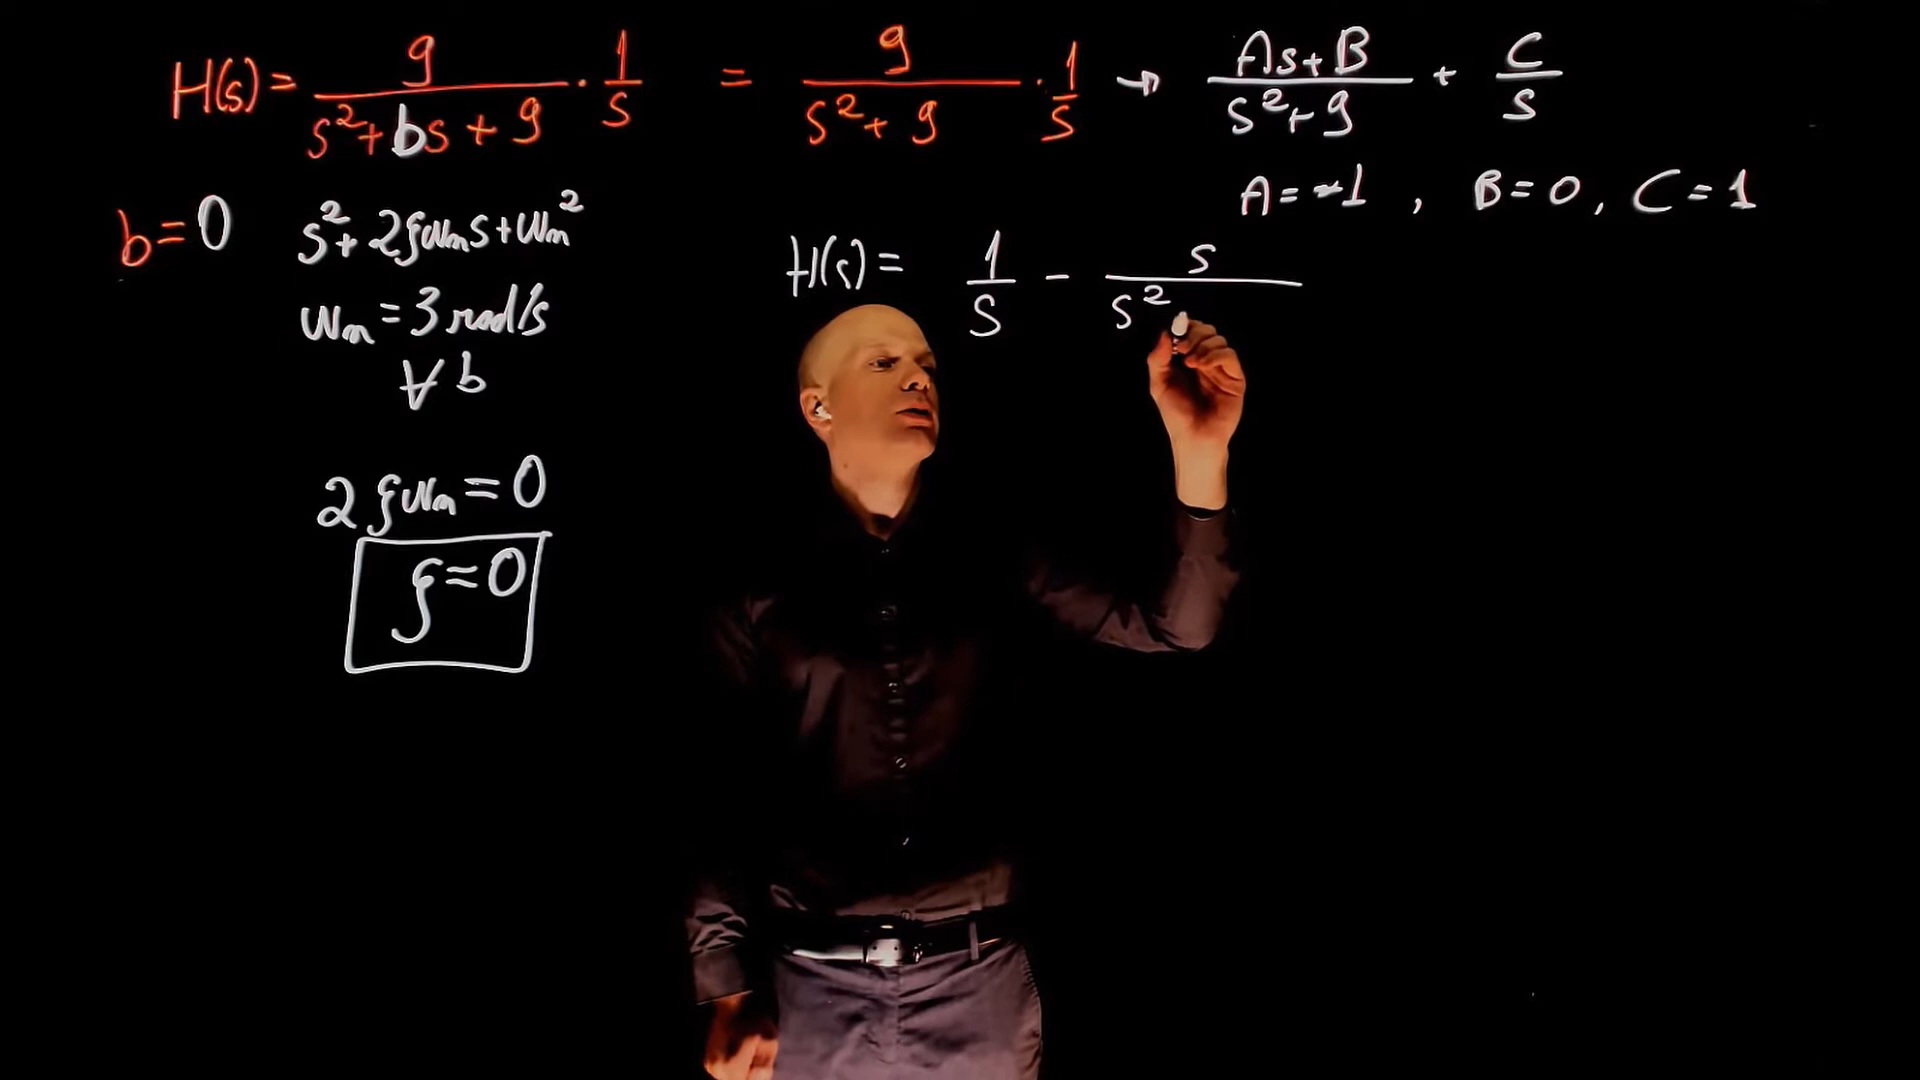 H(s) = 9/(s² + bs + 9) · 1/s = 9/(s² + 9) · 1/s → (As + B)/(s² + 9) + C/s
A = -1 , B = 0 , C = 1
b = 0
s² + 2ζωₙs + ωₙ²
ωₙ = 3 rad/s
∀ b
2ζωₙ = 0
ζ = 0
H(s) = 1/s - s/s²